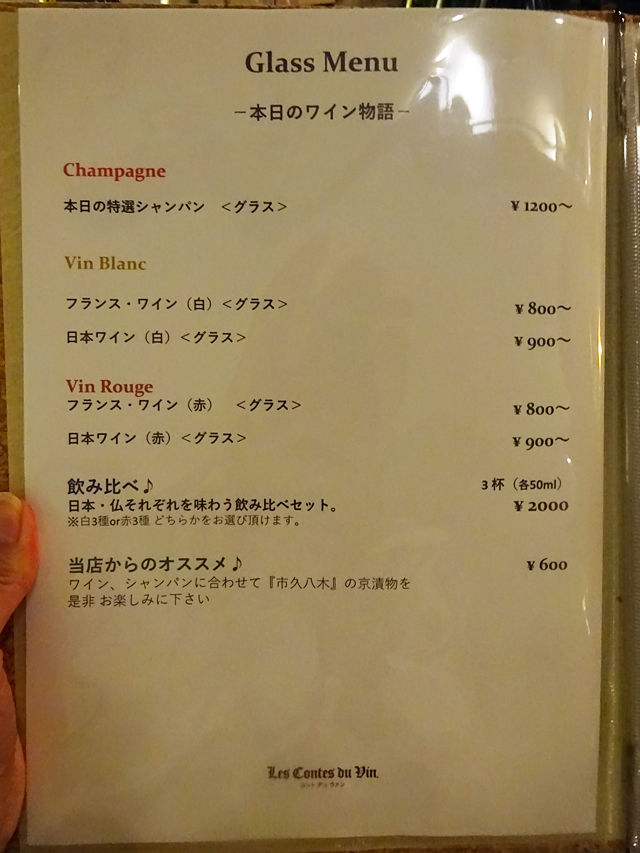 Glass Menu
－本日のワイン物語－
Champagne
本日の特選シャンパン ＜グラス＞ ￥1200～
Vin Blanc
フランス・ワイン（白）＜グラス＞ ￥800～
日本ワイン（白）＜グラス＞ ￥900～
Vin Rouge
フランス・ワイン（赤） ＜グラス＞ ￥800～
日本ワイン（赤）＜グラス＞ ￥900～
飲み比べ♪ 3 杯（各50ml）
日本・仏それぞれを味わう飲み比べセット。 ￥2000
※白3種or赤3種 どちらかをお選び頂けます。
当店からのオススメ♪ ￥600
ワイン、シャンパンに合わせて『市久八木』の京漬物を
是非 お楽しみに下さい
Les Contes du Vin.
コント デュ ヴァン